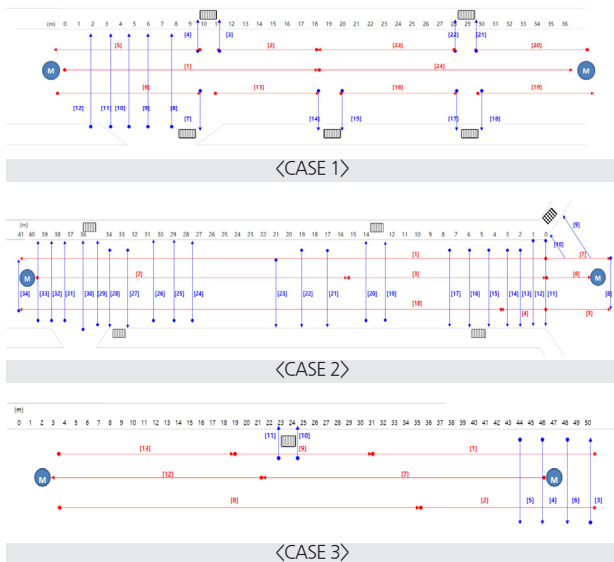 (m) 0 1 2 3 4 5 6 7 8 9 10 11 12 13 14 15 16 17 18 19 20 21 22 23 24 25 26 27 28 29 30 31 32 33 34 35 36
[4] [3] [22] [21]
[5] [2] [23] [20]
M [1] [24] M
[6] [13] [16] [19]
[12] [11] [10] [9] [8]
[7] [14] [15] [17] [18]
〈CASE 1〉
(m) [9]
41 40 39 38 37 36 34 33 32 31 30 29 28 27 26 25 24 23 22 21 20 19 18 17 16 15 14 12 11 10 9 8 7 6 5 4 3 2 1 0
[10]
[1] [7]
M [2] [3] [6] M
[34] [33] [32] [31] [30] [29] [28] [27] [26] [25] [24] [23] [22] [21] [20] [19] [17] [16] [15] [14] [13] [12] [11] [8]
[18] [4] [5]
〈CASE 2〉
(m)
0 1 2 3 4 5 6 7 8 9 10 11 12 13 14 15 16 17 18 19 20 21 22 23 24 25 26 27 28 29 30 31 32 33 34 35 36 37 38 39 40 41 42 43 44 45 46 47 48 49 50
[11] [10]
[13] [9] [1]
M [12] [7] M
[8] [2] [5] [4] [6] [3]
〈CASE 3〉